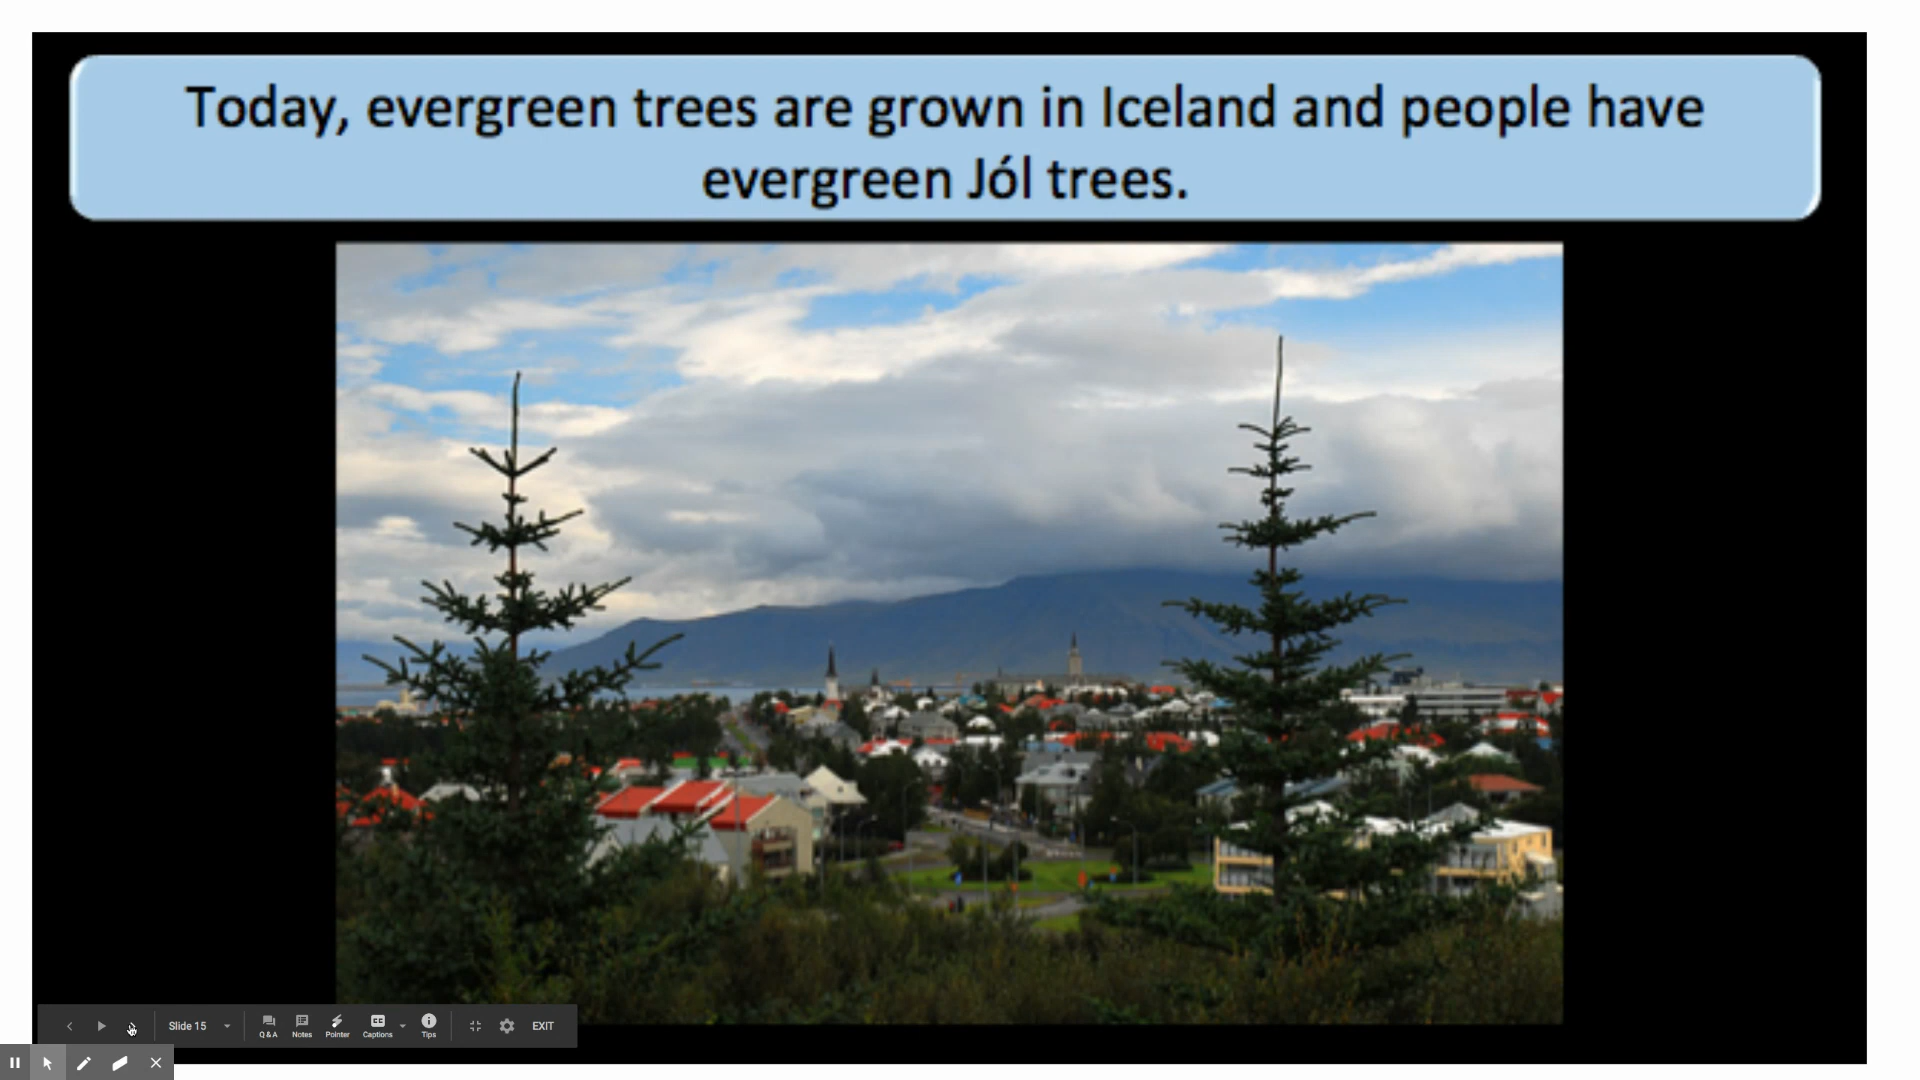 Today, evergreen trees are grown in Iceland and people have
evergreen Jól trees.
Slide 15
Q&A
Notes
Pointer
CC
Captions
Tips
EXIT